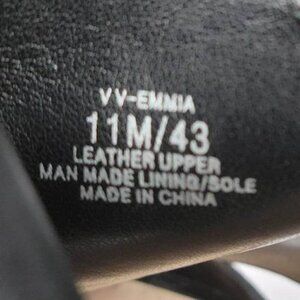 VV-EMMIA
11M/43
LEATHER UPPER
MAN MADE LINING/SOLE
MADE IN CHINA